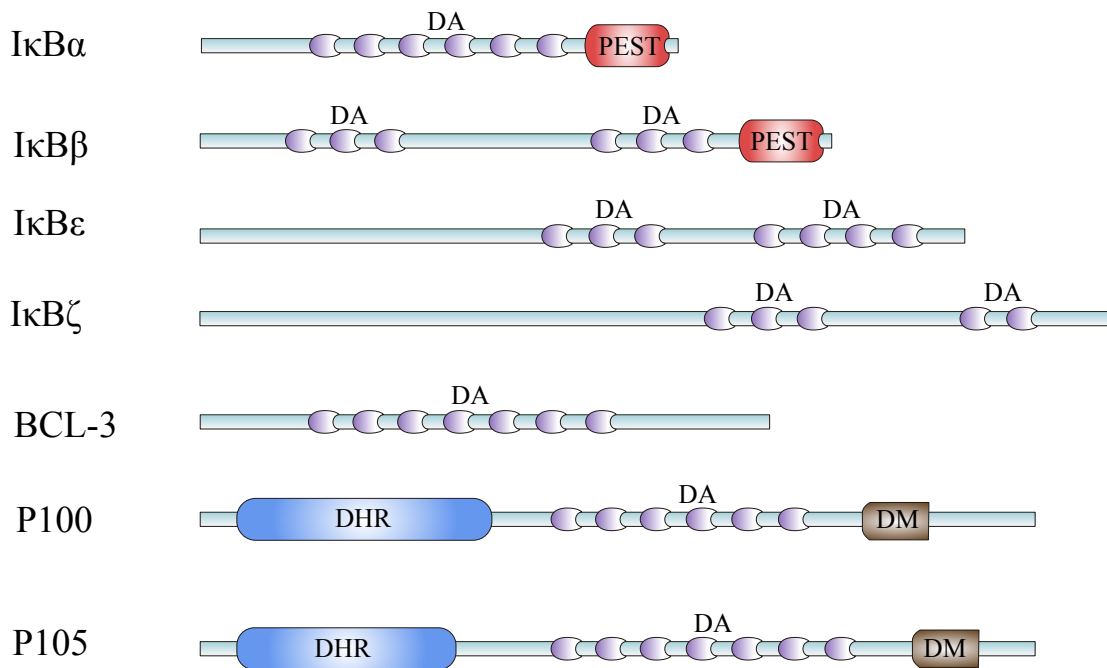 DA
IκBα PEST
DA DA
IκBβ PEST
DA DA
IκBε
DA DA
IκBζ
DA
BCL-3
DA
P100 DHR DM
DA
P105 DHR DM